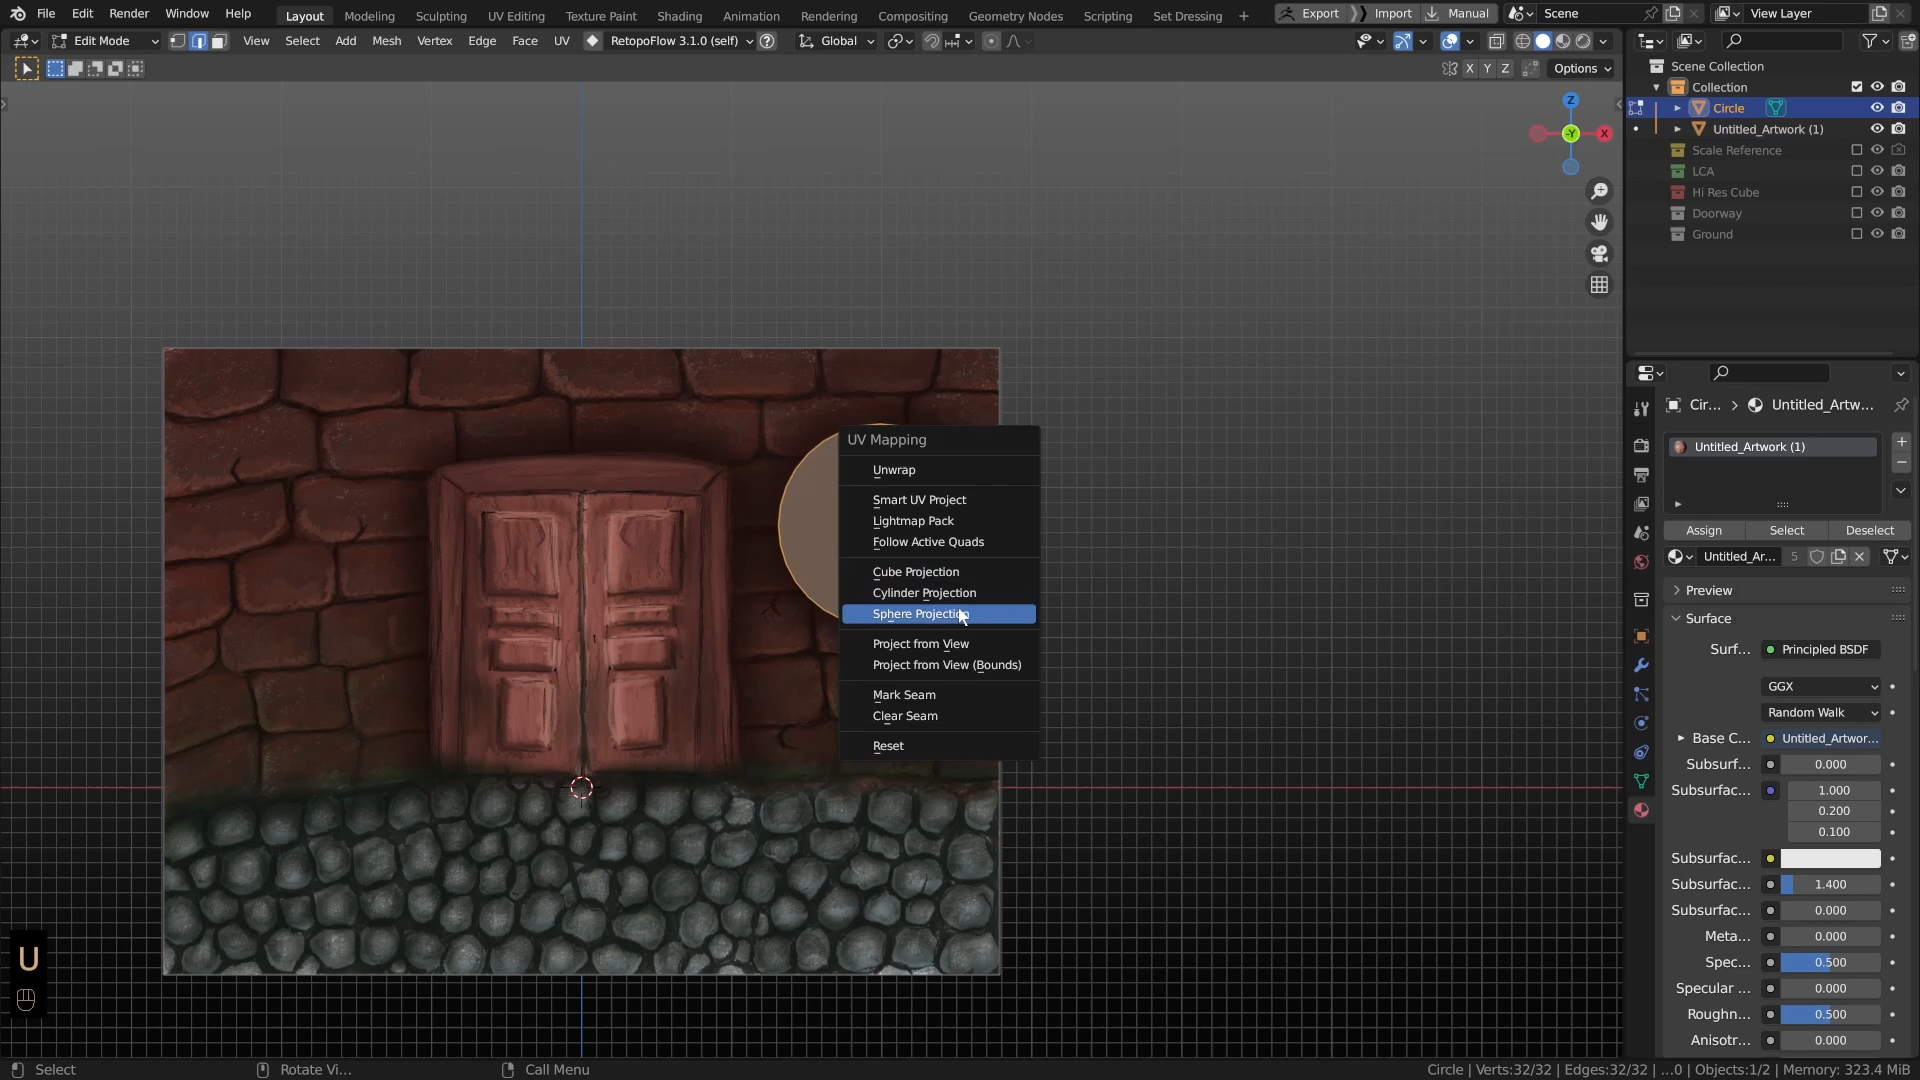 File Edit Render Window Help Layout Modeling Sculpting UV Editing Texture Paint Shading Animation Rendering Compositing Geometry Nodes Scripting Set Dressing + Export Import Manual Scene View Layer
Edit Mode View Select Add Mesh Vertex Edge Face UV RetopoFlow 3.1.0 (self) Global
X Y Z Options
Scene Collection
Collection
Circle
Untitled_Artwork (1)
Scale Reference
LCA
Hi Res Cube
Doorway
Ground
Z
-Y
X
UV Mapping
Unwrap
Smart UV Project
Lightmap Pack
Follow Active Quads
Cube Projection
Cylinder Projection
Sphere Projection
Project from View
Project from View (Bounds)
Mark Seam
Clear Seam
Reset
Cir... > Untitled_Artw...
Untitled_Artwork (1)
Assign Select Deselect
Untitled_Ar... 5
Preview
Surface
Surf... Principled BSDF
GGX
Random Walk
Base C... Untitled_Artwor...
Subsurf... 0.000
Subsurfac... 1.000
0.200
0.100
Subsurfac...
Subsurfac... 1.400
Subsurfac... 0.000
Meta... 0.000
Spec... 0.500
Specular ... 0.000
Roughn... 0.500
Anisotr... 0.000
U
Select Rotate Vi... Call Menu Circle | Verts:32/32 | Edges:32/32 | ...0 | Objects:1/2 | Memory: 323.4 MiB